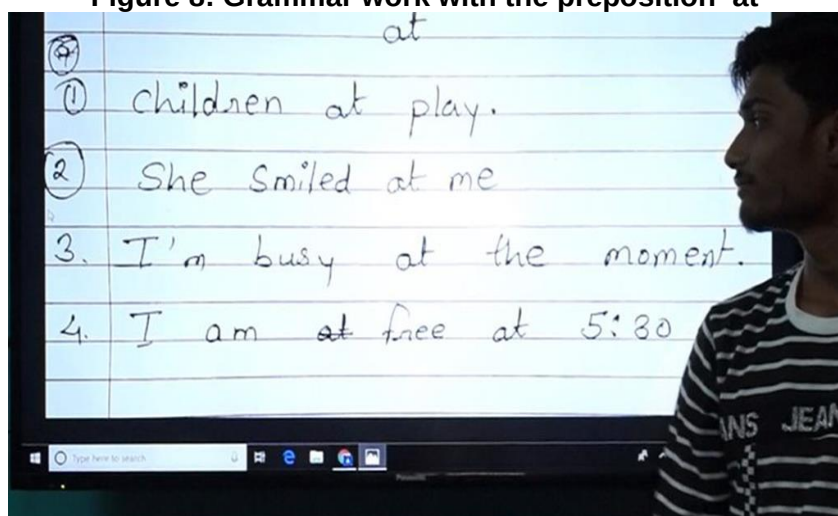 Figure 8: Grammar work with the preposition 'at'
at
① children at play.
② She Smiled at me
3. I'm busy at the moment.
4. I am at free at 5:30
Type here to search
ANS JEAN